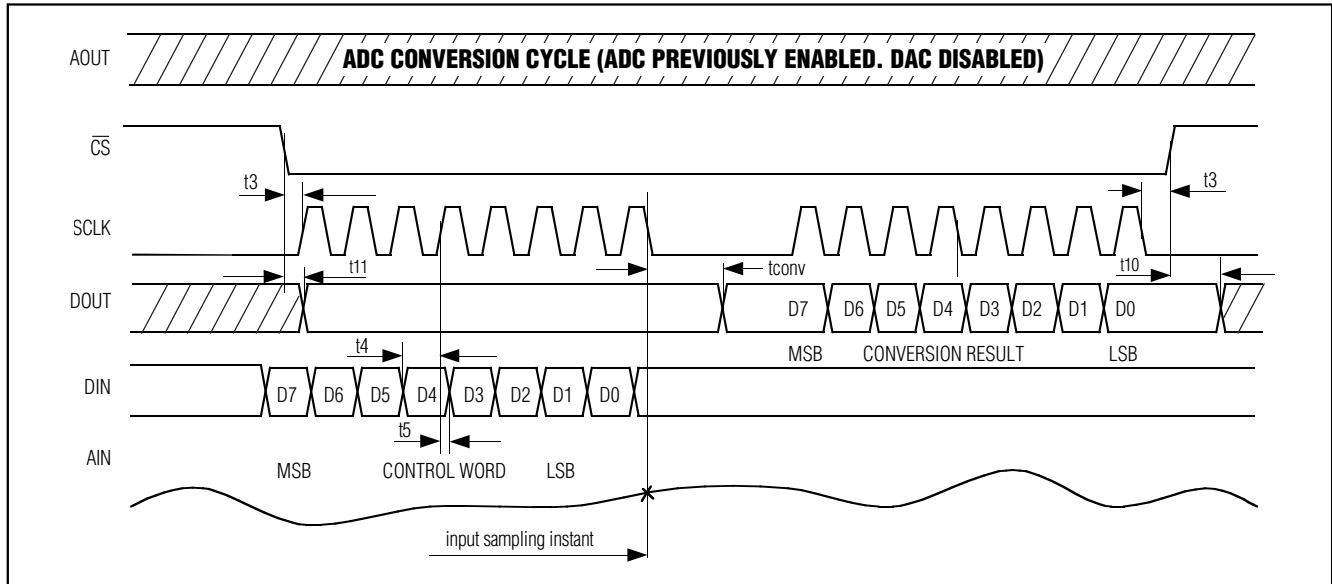 AOUT
ADC CONVERSION CYCLE (ADC PREVIOUSLY ENABLED. DAC DISABLED)
CS
t3
t3
SCLK
t11
tconv
t10
DOUT
D7 D6 D5 D4 D3 D2 D1 D0
MSB CONVERSION RESULT LSB
t4
DIN
D7 D6 D5 D4 D3 D2 D1 D0
t5
AIN
MSB CONTROL WORD LSB
input sampling instant